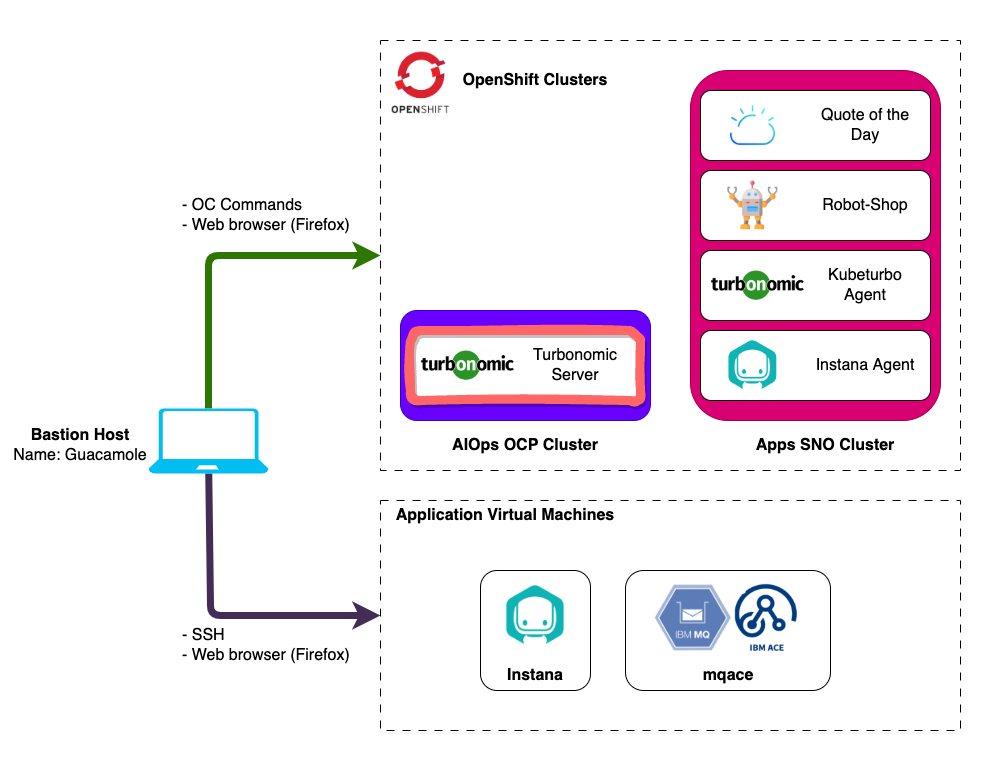 OPENSHIFT
OpenShift Clusters
Quote of the
Day
Robot-Shop
turbonomic
Kubeturbo
Agent
Instana Agent
Apps SNO Cluster
turbonomic
Turbonomic
Server
AIOps OCP Cluster
- OC Commands
- Web browser (Firefox)
Bastion Host
Name: Guacamole
- SSH
- Web browser (Firefox)
Application Virtual Machines
Instana
IBM MQ
IBM ACE
mqace